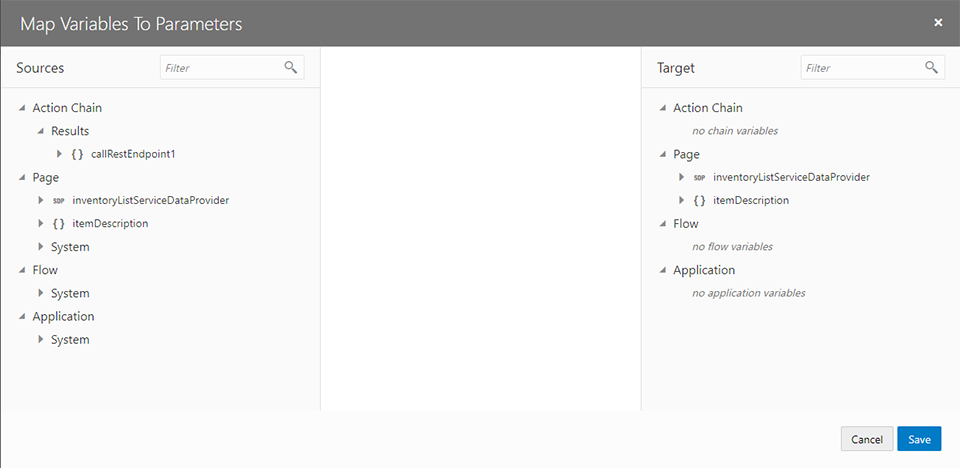 Map Variables To Parameters
Sources
Filter
Action Chain
Results
{} callRestEndpoint1
Page
SDP inventoryListServiceDataProvider
{} itemDescription
System
Flow
System
Application
System
Target
Filter
Action Chain
no chain variables
Page
SDP inventoryListServiceDataProvider
{} itemDescription
Flow
no flow variables
Application
no application variables
Cancel
Save